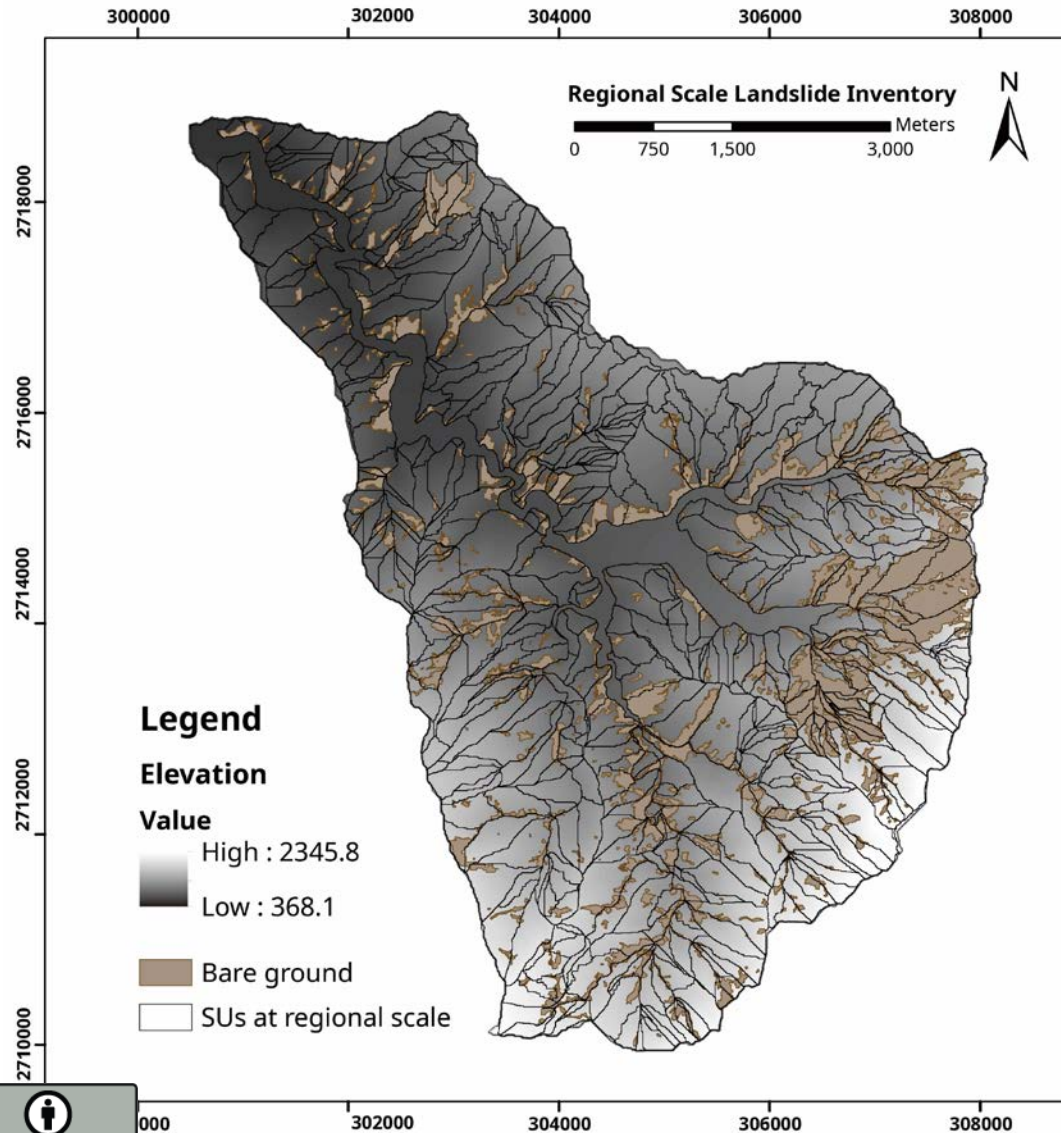 300000 302000 304000 306000 308000
Regional Scale Landslide Inventory
N
Meters
0 750 1,500 3,000
2718000
2716000
2714000
2712000
2710000
Legend
Elevation
Value
High : 2345.8
Low : 368.1
Bare ground
SUs at regional scale
000 302000 304000 306000 308000